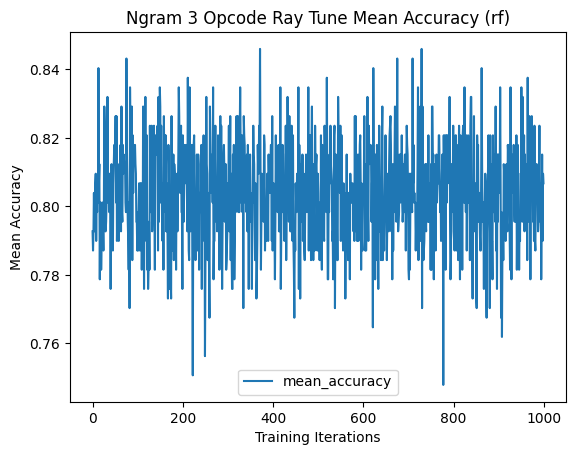 Ngram 3 Opcode Ray Tune Mean Accuracy (rf)
Mean Accuracy
0.84
0.82
0.80
0.78
0.76
mean_accuracy
0 200 400 600 800 1000
Training Iterations